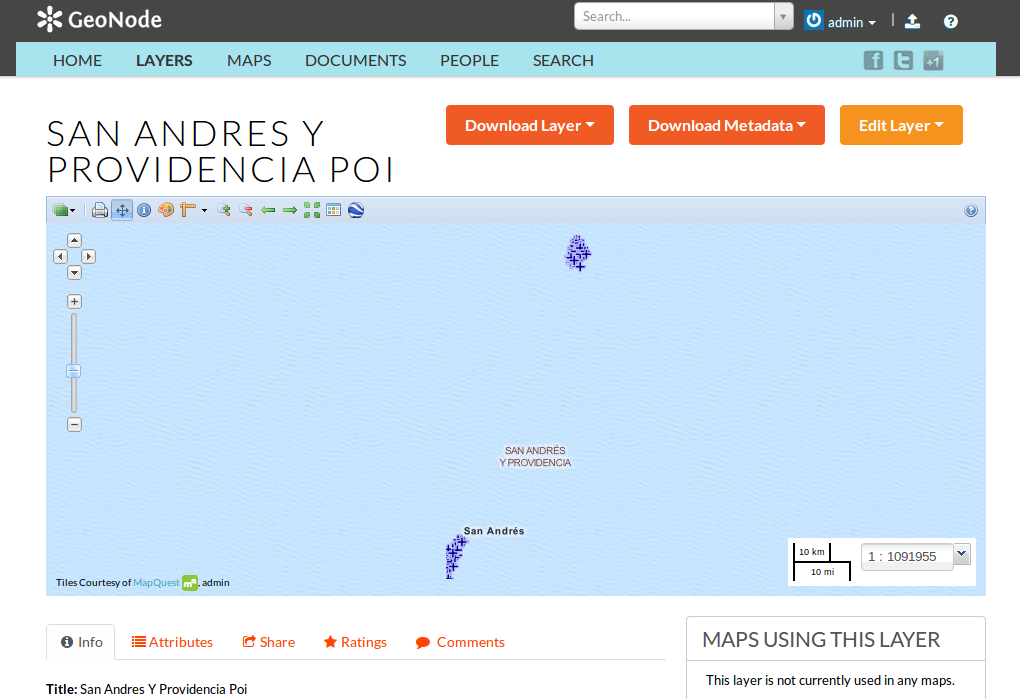 GeoNode
Search...
admin
HOME
LAYERS
MAPS
DOCUMENTS
PEOPLE
SEARCH
f
t
+1
SAN ANDRES Y
PROVIDENCIA POI
Download Layer
Download Metadata
Edit Layer
SAN ANDRÉS
Y PROVIDENCIA
San Andrés
10 km
10 mi
1 : 1091955
Tiles Courtesy of MapQuest m, admin
Info
Attributes
Share
Ratings
Comments
MAPS USING THIS LAYER
This layer is not currently used in any maps.
Title: San Andres Y Providencia Poi